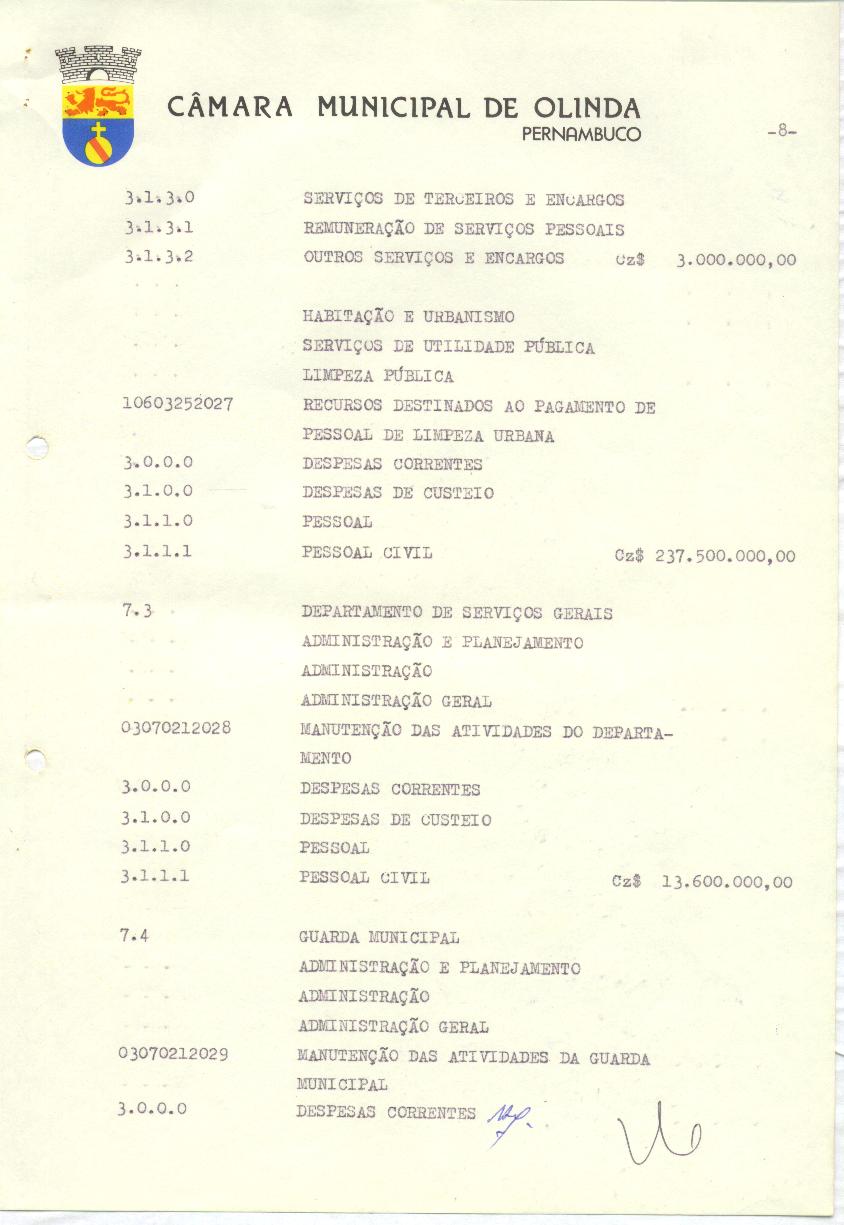 CÂMARA MUNICIPAL DE OLINDA
PERNAMBUCO
-8-
3.1.3.0 SERVIÇOS DE TERCEIROS E ENCARGOS
3.1.3.1 REMUNERAÇÃO DE SERVIÇOS PESSOAIS
3.1.3.2 OUTROS SERVIÇOS E ENCARGOS Cz$ 3.000.000,00
HABITAÇÃO E URBANISMO
SERVIÇOS DE UTILIDADE PÚBLICA
LIMPEZA PÚBLICA
10603252027 RECURSOS DESTINADOS AO PAGAMENTO DE
PESSOAL DE LIMPEZA URBANA
3.0.0.0 DESPESAS CORRENTES
3.1.0.0 DESPESAS DE CUSTEIO
3.1.1.0 PESSOAL
3.1.1.1 PESSOAL CIVIL Cz$ 237.500.000,00
7.3 DEPARTAMENTO DE SERVIÇOS GERAIS
ADMINISTRAÇÃO E PLANEJAMENTO
ADMINISTRAÇÃO
ADMINISTRAÇÃO GERAL
03070212028 MANUTENÇÃO DAS ATIVIDADES DO DEPARTA-
MENTO
3.0.0.0 DESPESAS CORRENTES
3.1.0.0 DESPESAS DE CUSTEIO
3.1.1.0 PESSOAL
3.1.1.1 PESSOAL CIVIL Cz$ 13.600.000,00
7.4 GUARDA MUNICIPAL
ADMINISTRAÇÃO E PLANEJAMENTO
ADMINISTRAÇÃO
ADMINISTRAÇÃO GERAL
03070212029 MANUTENÇÃO DAS ATIVIDADES DA GUARDA
MUNICIPAL
3.0.0.0 DESPESAS CORRENTES